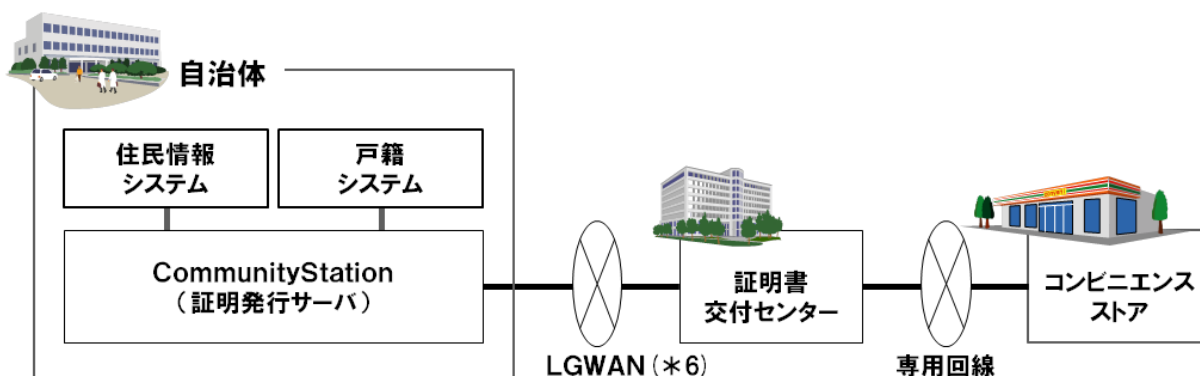 自治体
住民情報
システム
戸籍
システム
CommunityStation
(証明発行サーバ)
LGWAN(＊6)
証明書
交付センター
専用回線
コンビニエンス
ストア